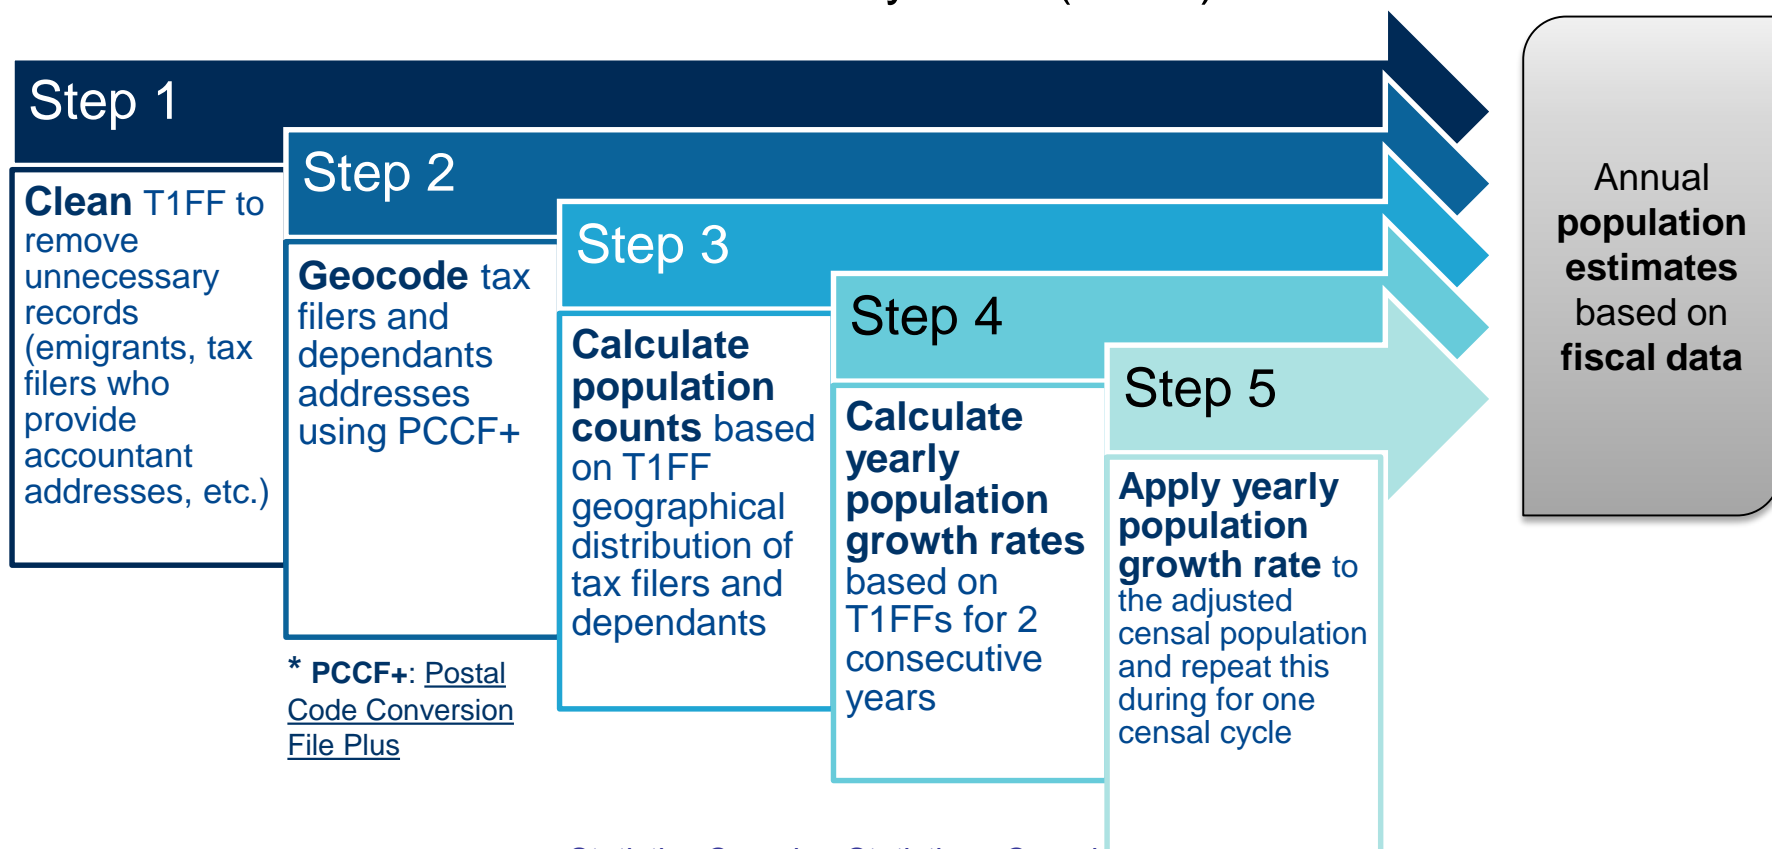 Step 1
Clean T1FF to
remove
unnecessary
records
(emigrants, tax
filers who
provide
accountant
addresses, etc.)
Step 2
Geocode tax
filers and
dependants
addresses
using PCCF+
* PCCF+: Postal
Code Conversion
File Plus
Step 3
Calculate
population
counts based
on T1FF
geographical
distribution of
tax filers and
dependants
Step 4
Calculate
yearly
population
growth rates
based on
T1FFs for 2
consecutive
years
Step 5
Apply yearly
population
growth rate to
the adjusted
censal population
and repeat this
during for one
censal cycle
Annual
population
estimates
based on
fiscal data